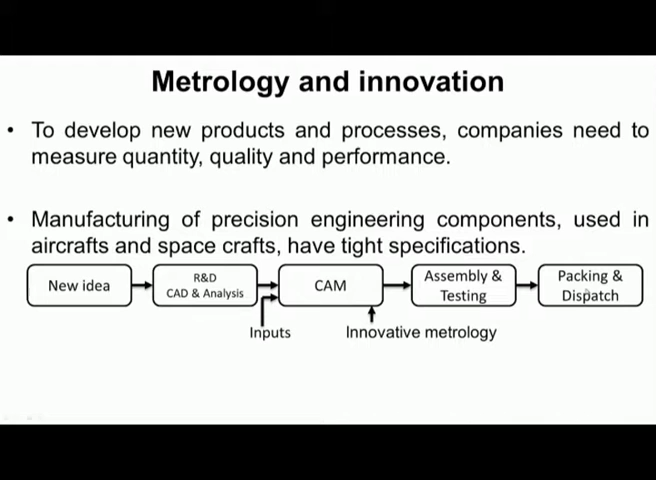 Metrology and innovation
• To develop new products and processes, companies need to
measure quantity, quality and performance.
• Manufacturing of precision engineering components, used in
aircrafts and space crafts, have tight specifications.
New idea
R&D
CAD & Analysis
CAM
Assembly &
Testing
Packing &
Dispatch
Inputs
Innovative metrology